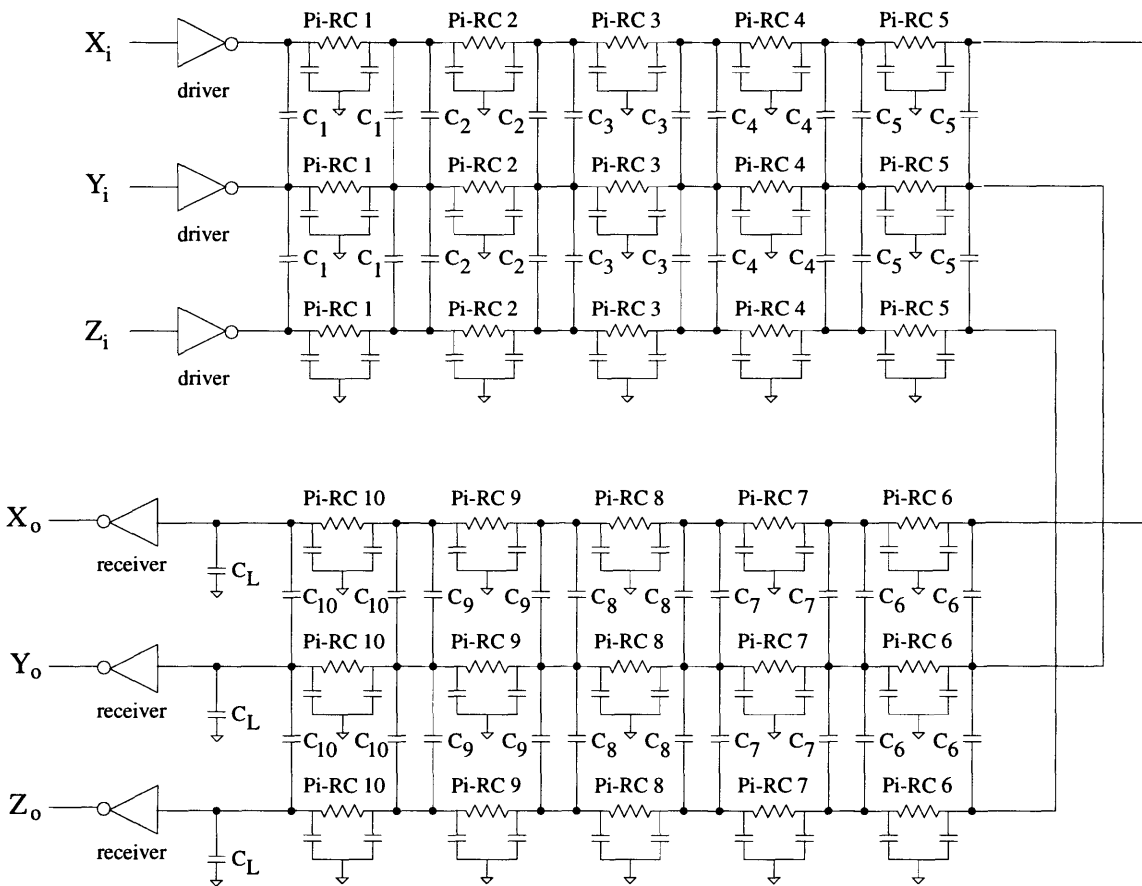 Pi-RC 1 Pi-RC 2 Pi-RC 3 Pi-RC 4 Pi-RC 5
Xi
driver
C1 C1 C2 C2 C3 C3 C4 C4 C5 C5
Pi-RC 1 Pi-RC 2 Pi-RC 3 Pi-RC 4 Pi-RC 5
Yi
driver
C1 C1 C2 C2 C3 C3 C4 C4 C5 C5
Pi-RC 1 Pi-RC 2 Pi-RC 3 Pi-RC 4 Pi-RC 5
Zi
driver
Pi-RC 10 Pi-RC 9 Pi-RC 8 Pi-RC 7 Pi-RC 6
Xo
receiver
CL
C10 C10 C9 C9 C8 C8 C7 C7 C6 C6
Pi-RC 10 Pi-RC 9 Pi-RC 8 Pi-RC 7 Pi-RC 6
Yo
receiver
CL
C10 C10 C9 C9 C8 C8 C7 C7 C6 C6
Pi-RC 10 Pi-RC 9 Pi-RC 8 Pi-RC 7 Pi-RC 6
Zo
receiver
CL